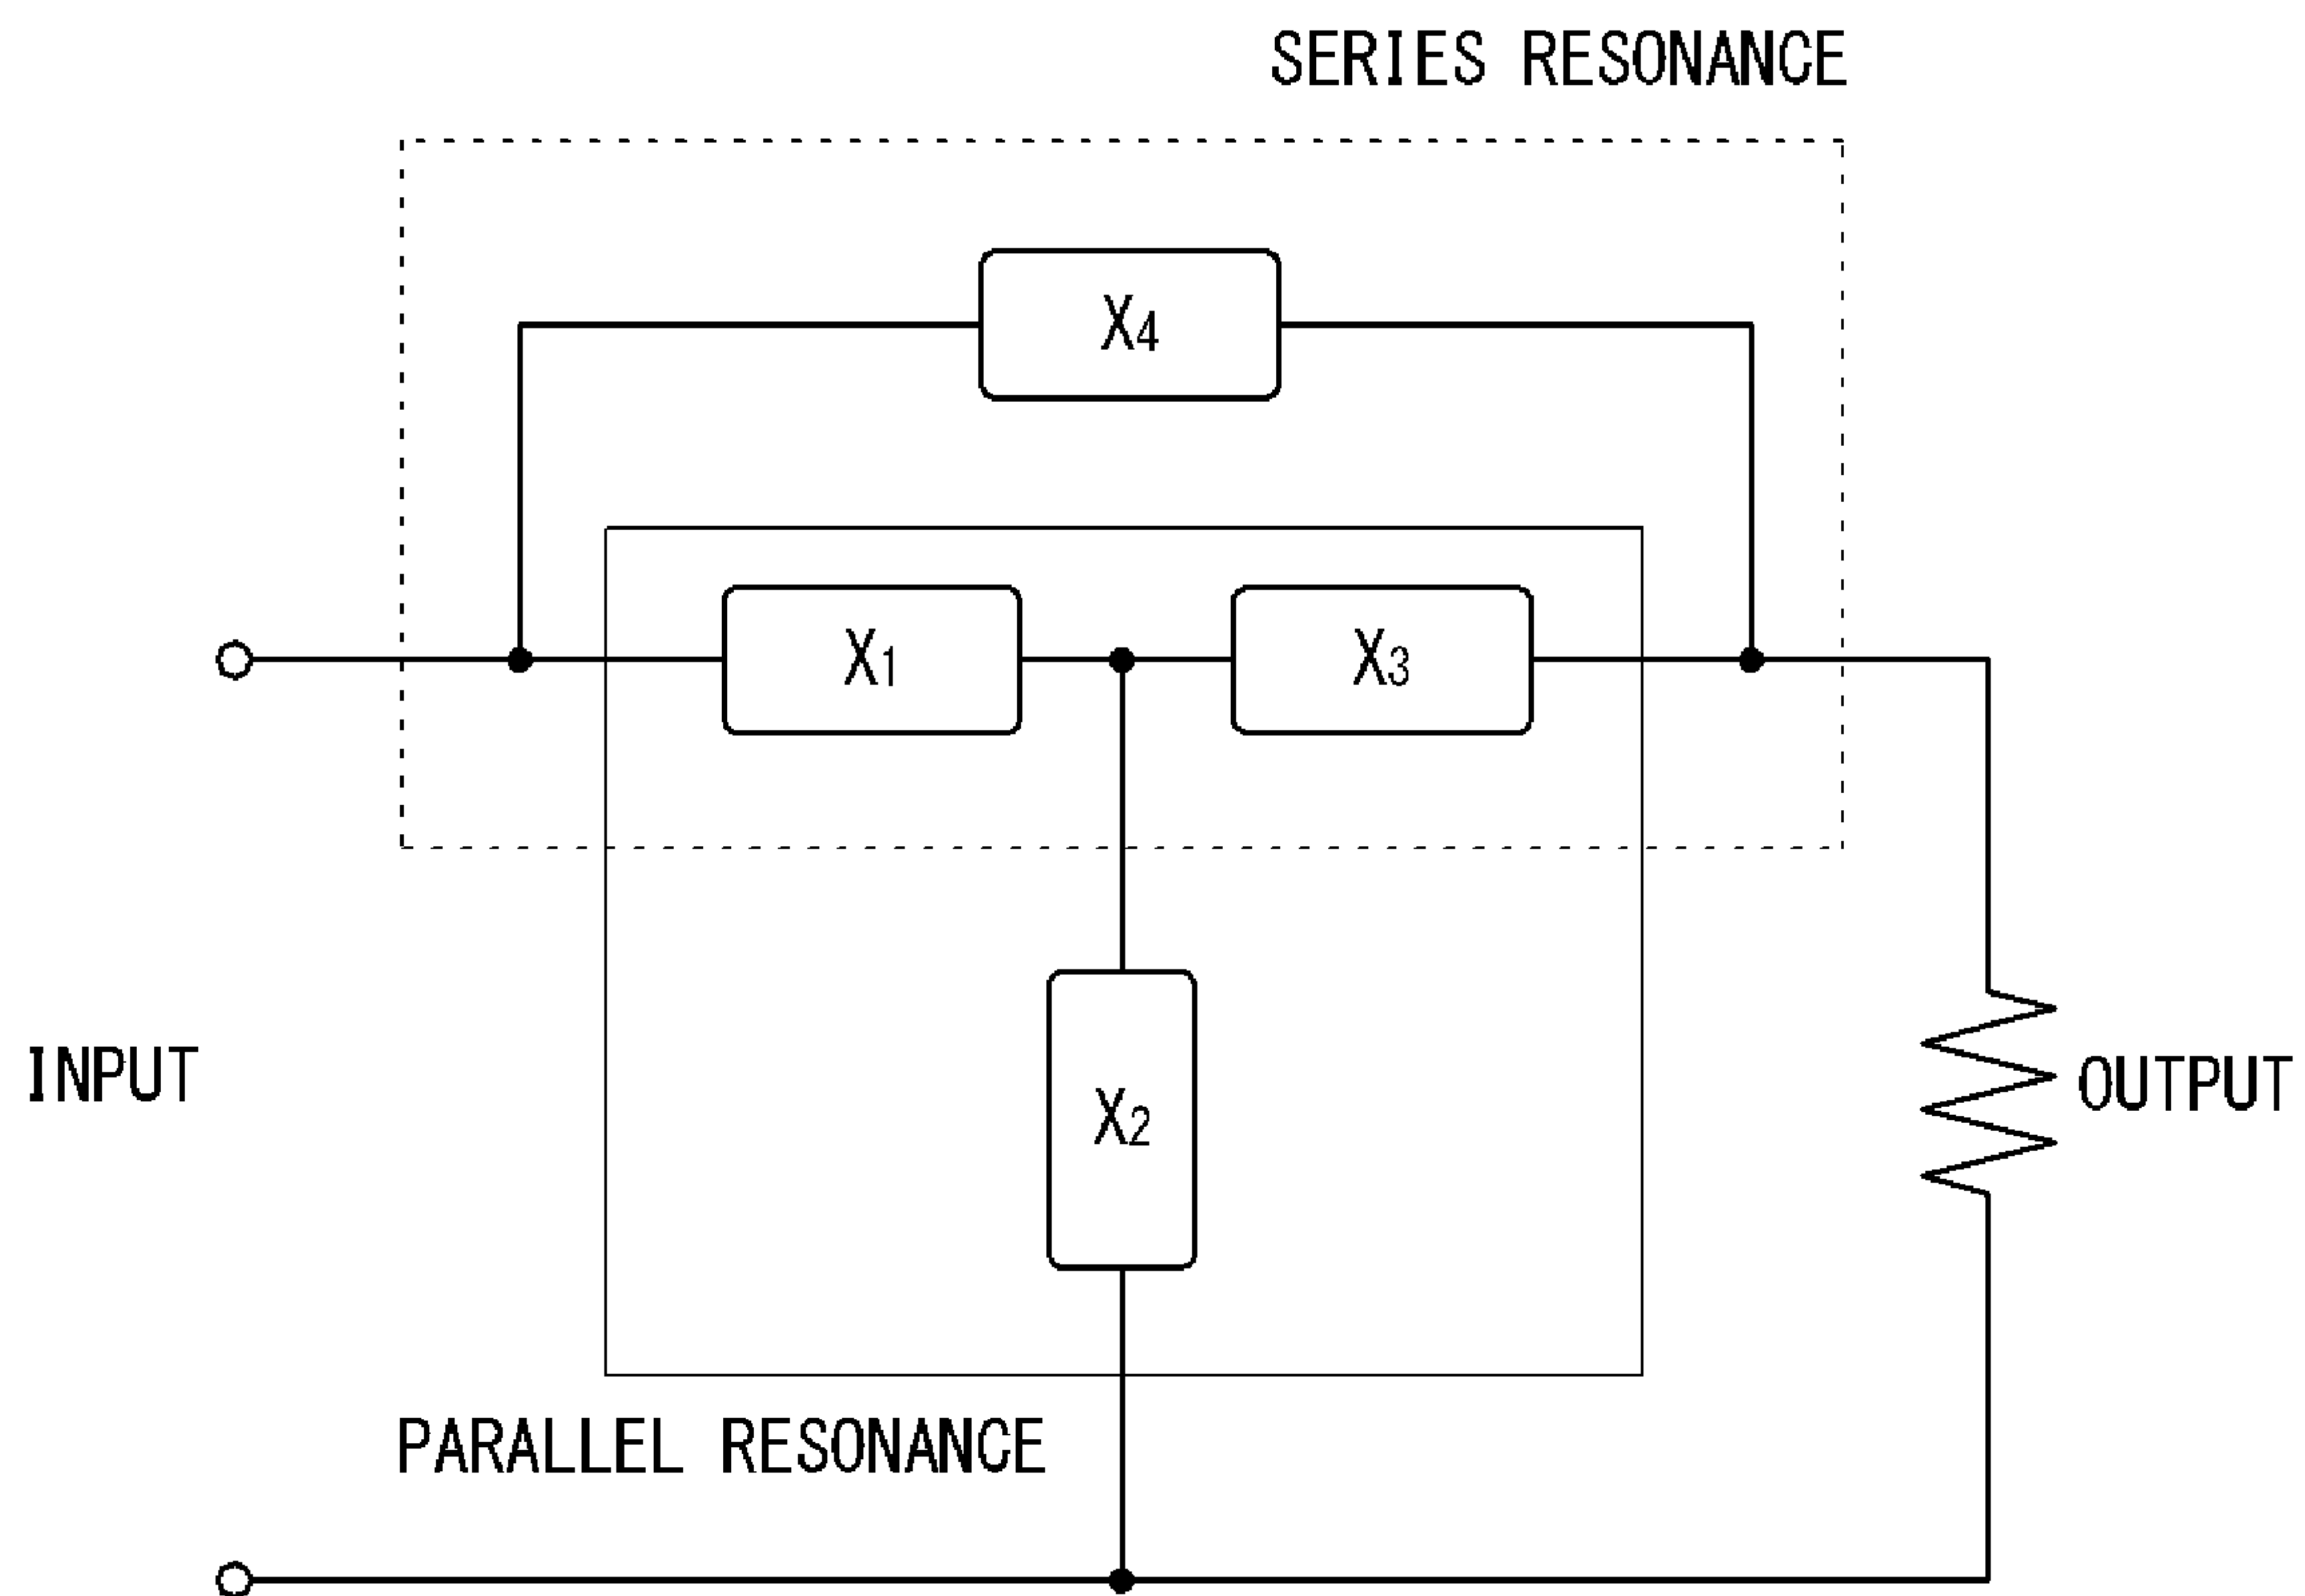 SERIES RESONANCE
X4
X1
X3
INPUT
X2
OUTPUT
PARALLEL RESONANCE